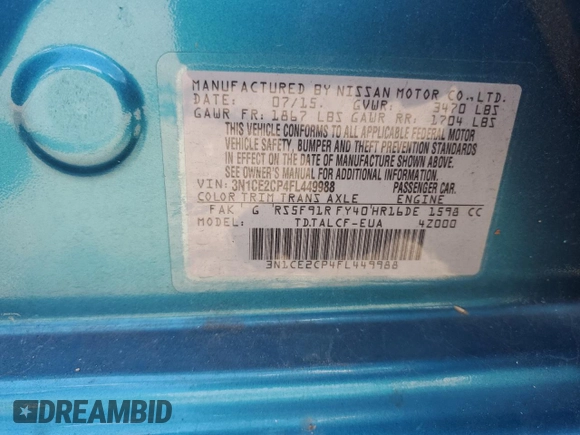 MANUFACTURED BY NISSAN MOTOR CO., LTD.
DATE: 07/15. GVWR: 3470 LBS
GAWR FR: 1867 LBS GAWR RR: 1704 LBS
THIS VEHICLE CONFORMS TO ALL APPLICABLE FEDERAL MOTOR
VEHICLE SAFETY, BUMPER AND THEFT PREVENTION STANDARDS
IN EFFECT ON THE DATE OF MANUFACTURE SHOWN ABOVE.
SEE OWNER'S MANUAL FOR ADDITIONAL INFORMATION.
VIN: 3N1CE2CP4FL449988 PASSENGER CAR.
COLOR TRIM TRANS AXLE ENGINE
FAK G RS5F91R FY40 HR16DE 1598 CC
MODEL: TDTALCF-EUA 4Z000
3N1CE2CP4FL449988
DREAMBID